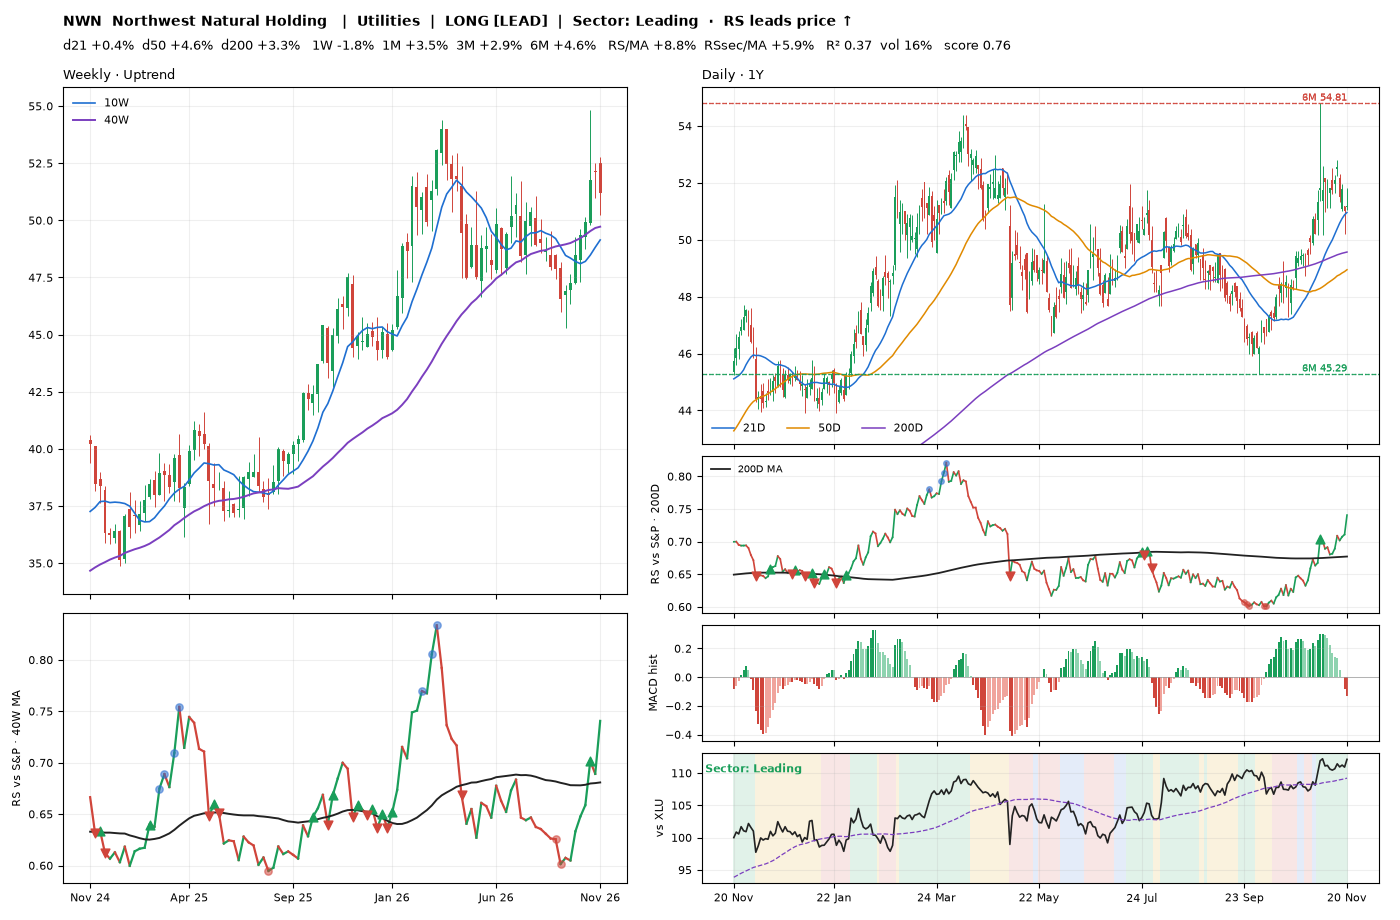 NWN  Northwest Natural Holding   |  Utilities  |  LONG [LEAD]  |  Sector: Leading  ·  RS leads price ↑
d21 +0.4%  d50 +4.6%  d200 +3.3%   1W -1.8%  1M +3.5%  3M +2.9%  6M +4.6%   RS/MA +8.8%  RSsec/MA +5.9%   R² 0.37  vol 16%   score 0.76
Weekly · Uptrend
10W
40W
55.0
52.5
50.0
47.5
45.0
42.5
40.0
37.5
35.0
RS vs S&P · 40W MA
0.80
0.75
0.70
0.65
0.60
Nov 24
Apr 25
Sep 25
Jan 26
Jun 26
Nov 26
Daily · 1Y
6M 54.81
54
52
50
48
46
44
6M 45.29
21D
50D
200D
RS vs S&P · 200D
200D MA
0.80
0.75
0.70
0.65
0.60
MACD hist
0.2
0.0
−0.2
−0.4
vs XLU
Sector: Leading
110
105
100
95
20 Nov
22 Jan
24 Mar
22 May
24 Jul
23 Sep
20 Nov